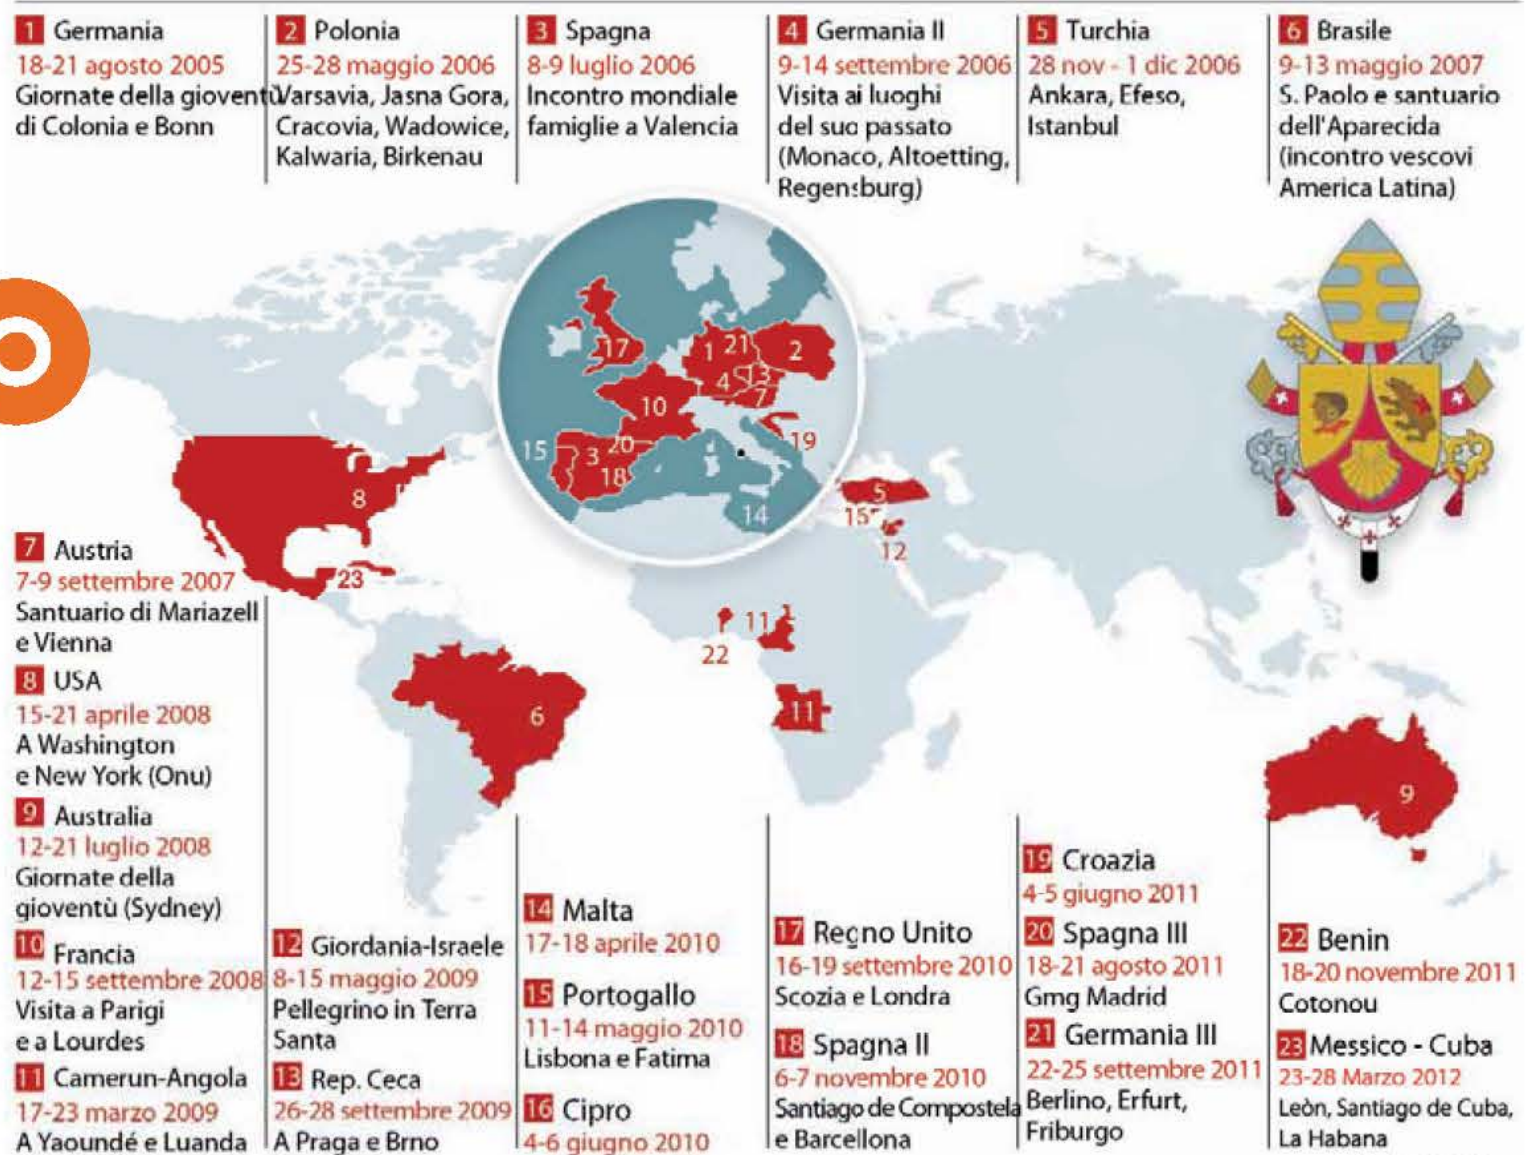 1 Germania
18-21 agosto 2005
Giornate della gioventù
di Colonia e Bonn
2 Polonia
25-28 maggio 2006
Varsavia, Jasna Gora,
Cracovia, Wadowice,
Kalwaria, Birkenau
3 Spagna
8-9 luglio 2006
Incontro mondiale
famiglie a Valencia
4 Germania II
9-14 settembre 2006
Visita ai luoghi
del suo passato
(Monaco, Altoetting,
Regensburg)
5 Turchia
28 nov - 1 dic 2006
Ankara, Efeso,
Istanbul
6 Brasile
9-13 maggio 2007
S. Paolo e santuario
dell'Aparecida
(incontro vescovi
America Latina)
17
1 21 2
4 13
7
10
15 3 20
18
19
14
8
23
5
15
12
11
22
6
11
9
7 Austria
7-9 settembre 2007
Santuario di Mariazell
e Vienna
8 USA
15-21 aprile 2008
A Washington
e New York (Onu)
9 Australia
12-21 luglio 2008
Giornate della
gioventù (Sydney)
10 Francia
12-15 settembre 2008
Visita a Parigi
e a Lourdes
11 Camerun-Angola
17-23 marzo 2009
A Yaoundé e Luanda
12 Giordania-Israele
8-15 maggio 2009
Pellegrino in Terra
Santa
13 Rep. Ceca
26-28 settembre 2009
A Praga e Brno
14 Malta
17-18 aprile 2010
15 Portogallo
11-14 maggio 2010
Lisbona e Fatima
16 Cipro
4-6 giugno 2010
17 Regno Unito
16-19 settembre 2010
Scozia e Londra
18 Spagna II
6-7 novembre 2010
Santiago de Compostela
e Barcellona
19 Croazia
4-5 giugno 2011
20 Spagna III
18-21 agosto 2011
Gmg Madrid
21 Germania III
22-25 settembre 2011
Berlino, Erfurt,
Friburgo
22 Benin
18-20 novembre 2011
Cotonou
23 Messico - Cuba
23-28 Marzo 2012
Leòn, Santiago de Cuba,
La Habana